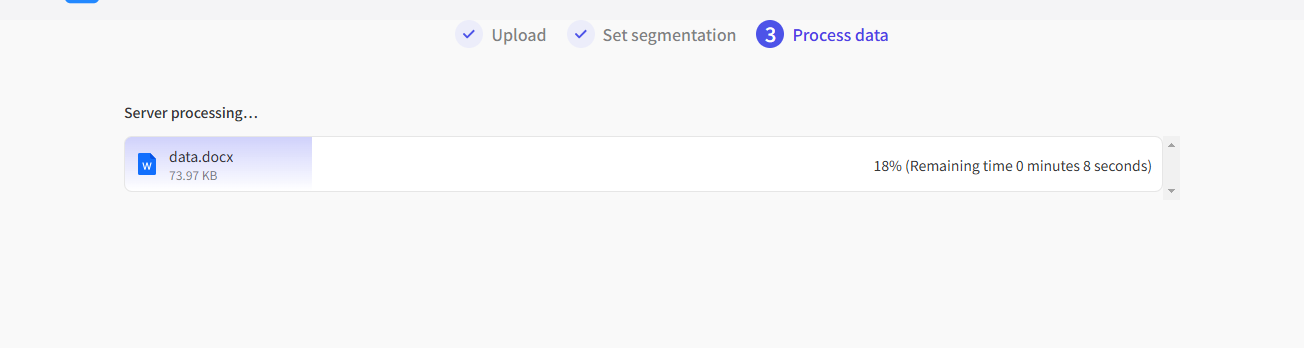 Upload Set segmentation 3 Process data
Server processing...
data.docx
73.97 KB
18% (Remaining time 0 minutes 8 seconds)